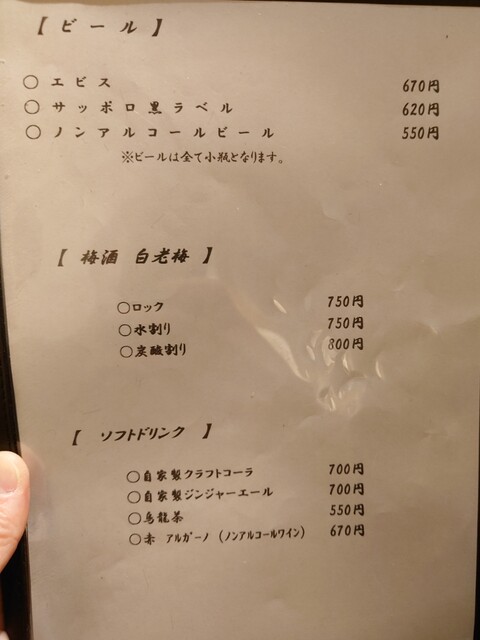 【 ビール 】
○ エビス 670円
○ サッポロ黒ラベル 620円
○ ノンアルコールビール 550円
※ビールは全て小瓶となります。
【 梅酒 白老梅 】
○ロック 750円
○水割り 750円
○炭酸割り 800円
【 ソフトドリンク 】
○自家製クラフトコーラ 700円
○自家製ジンジャーエール 700円
○烏龍茶 550円
○赤 アルガーノ (ノンアルコールワイン) 670円